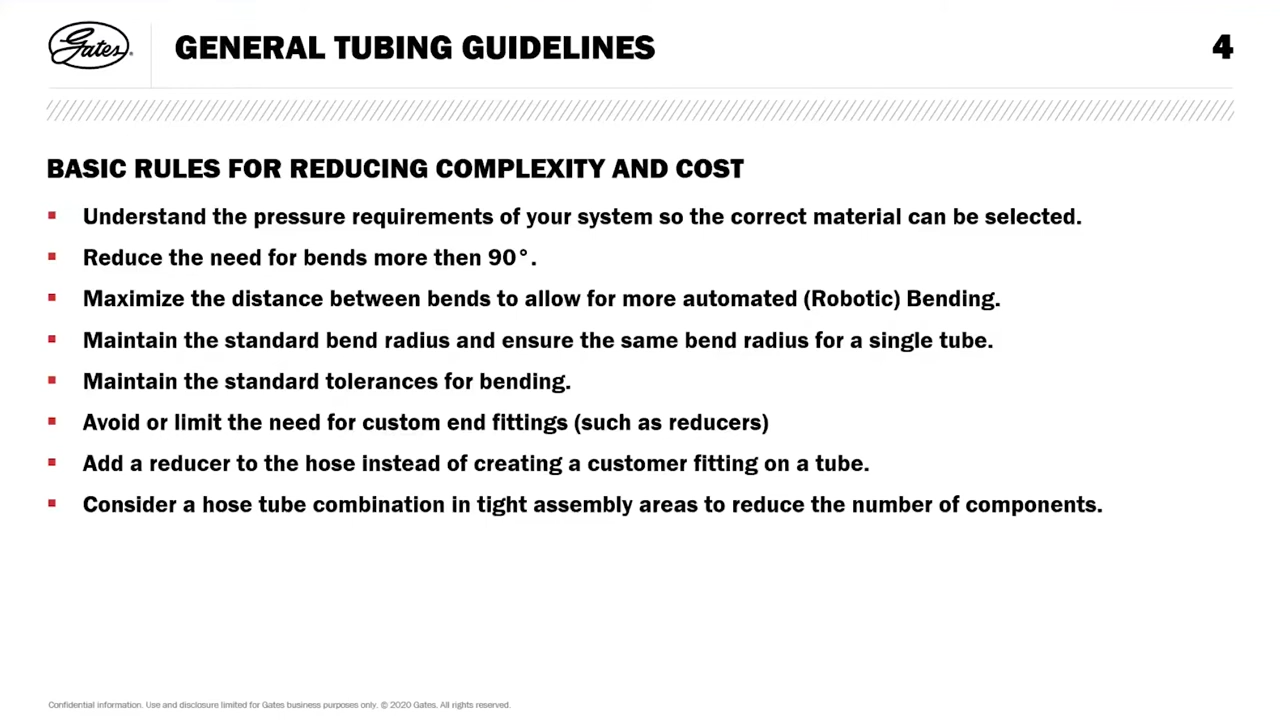 Gates
GENERAL TUBING GUIDELINES
4
BASIC RULES FOR REDUCING COMPLEXITY AND COST
▪ Understand the pressure requirements of your system so the correct material can be selected.
▪ Reduce the need for bends more then 90°.
▪ Maximize the distance between bends to allow for more automated (Robotic) Bending.
▪ Maintain the standard bend radius and ensure the same bend radius for a single tube.
▪ Maintain the standard tolerances for bending.
▪ Avoid or limit the need for custom end fittings (such as reducers)
▪ Add a reducer to the hose instead of creating a customer fitting on a tube.
▪ Consider a hose tube combination in tight assembly areas to reduce the number of components.
Confidential information. Use and disclosure limited for Gates business purposes only. © 2020 Gates. All rights reserved.